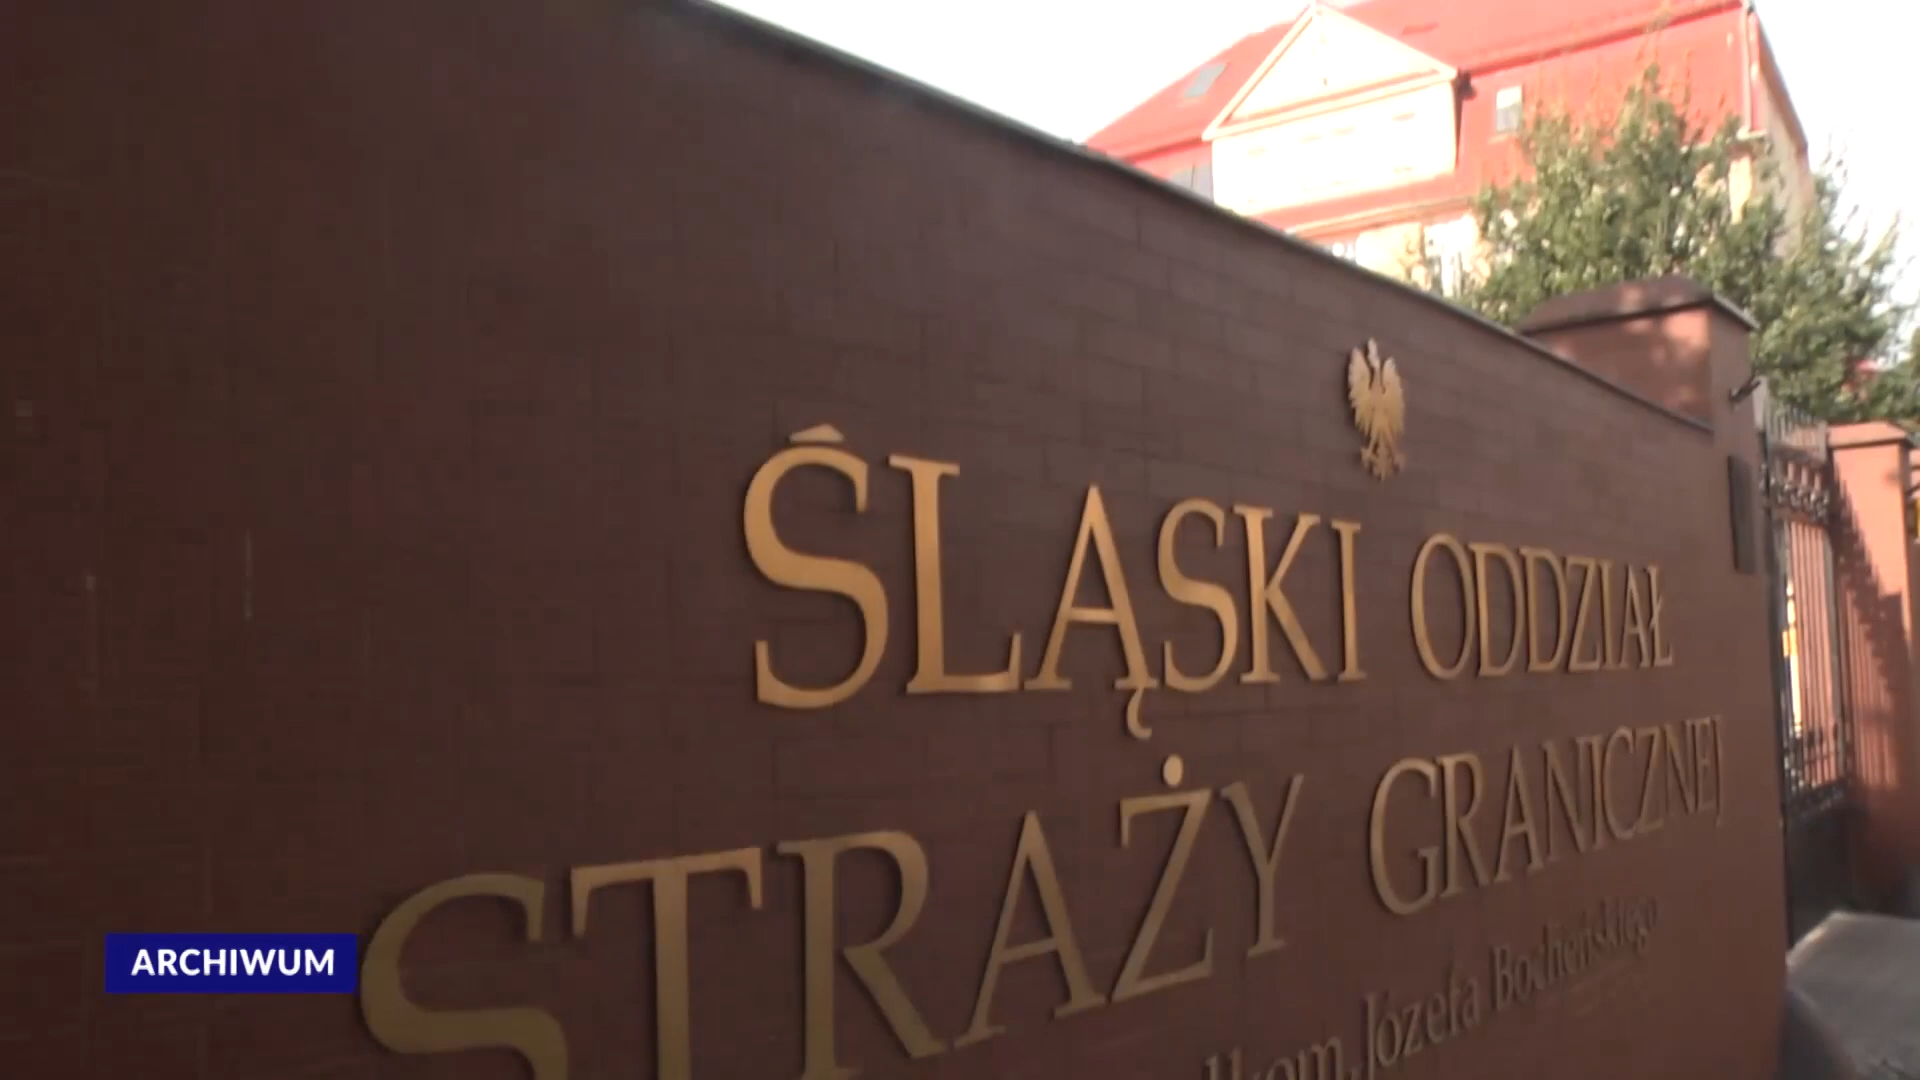 ŚLĄSKI ODDZIAŁ
STRAŻY GRANICZNEJ
Józefa Bocheńskiego
ARCHIWUM